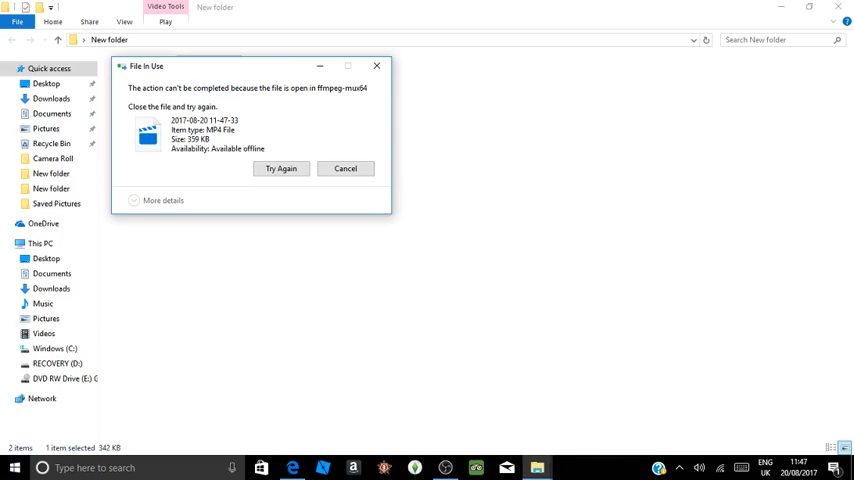 Video Tools
New folder
File
Home
Share
View
Play
New folder
Search New folder
Quick access
Desktop
Downloads
Documents
Pictures
Recycle Bin
Camera Roll
New folder
New folder
Saved Pictures
OneDrive
This PC
Desktop
Documents
Downloads
Music
Pictures
Videos
Windows (C:)
RECOVERY (D:)
DVD RW Drive (E:) G
Network
File In Use
The action can't be completed because the file is open in ffmpeg-mux64
Close the file and try again.
2017-08-20 11-47-33
Item type: MP4 File
Size: 359 KB
Availability: Available offline
Try Again
Cancel
More details
2 items
1 item selected 342 KB
Type here to search
ENG
UK
11:47
20/08/2017